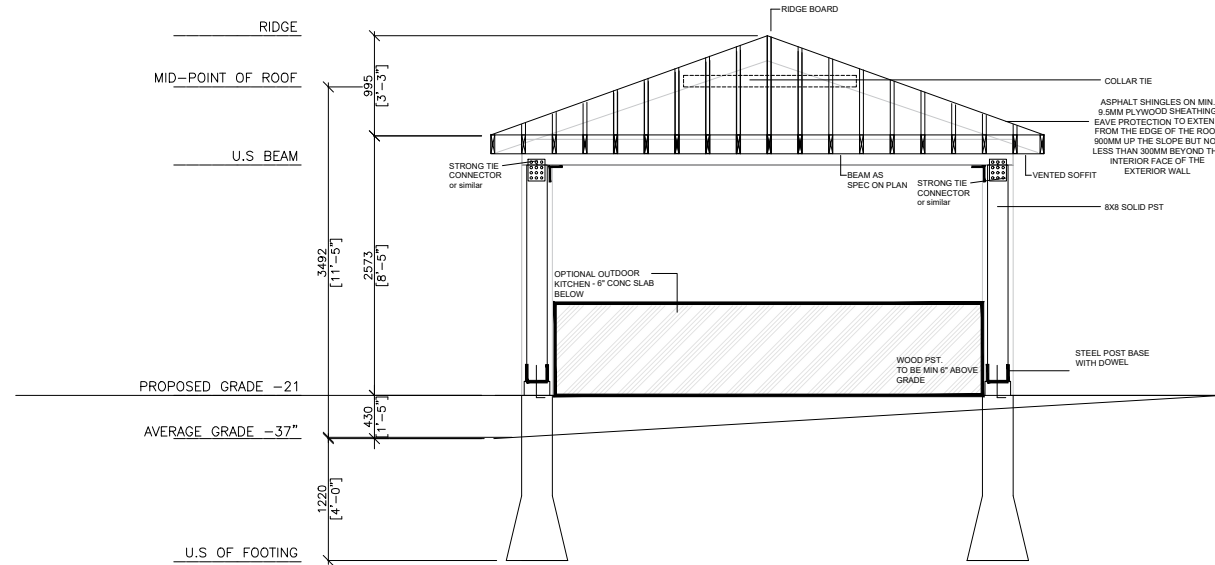 RIDGE BOARD
RIDGE
MID-POINT OF ROOF
995
[3'-3"]
COLLAR TIE
ASPHALT SHINGLES ON MIN.
9.5MM PLYWOOD SHEATHING
EAVE PROTECTION TO EXTEN
FROM THE EDGE OF THE ROO
900MM UP THE SLOPE BUT NO
LESS THAN 300MM BEYOND TH
INTERIOR FACE OF THE
EXTERIOR WALL
U.S BEAM
STRONG TIE
CONNECTOR
or similar
BEAM AS
SPEC ON PLAN
STRONG TIE
CONNECTOR
or similar
VENTED SOFFIT
8X8 SOLID PST
3492
[11'-5"]
2573
[8'-5"]
OPTIONAL OUTDOOR
KITCHEN - 6" CONC SLAB
BELOW
WOOD PST.
TO BE MIN 6" ABOVE
GRADE
STEEL POST BASE
WITH DOWEL
PROPOSED GRADE -21
430
[1'-5"]
AVERAGE GRADE -37"
1220
[4'-0"]
U.S OF FOOTING